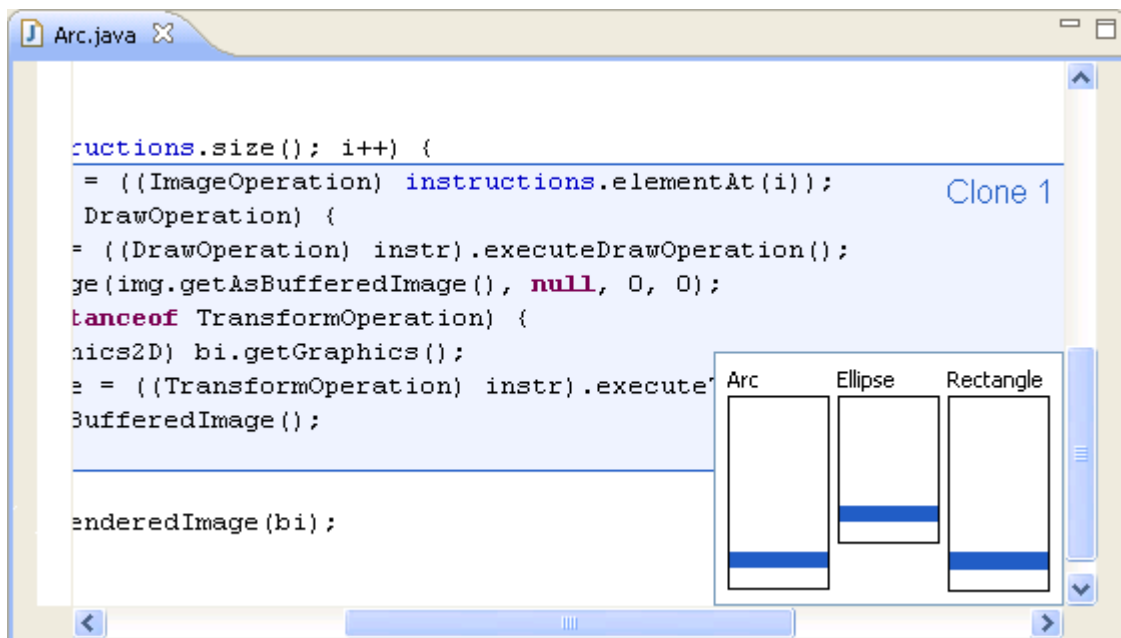 Arc.java
ructions.size(); i++) {
= ((ImageOperation) instructions.elementAt(i));
Clone 1
DrawOperation) {
= ((DrawOperation) instr).executeDrawOperation();
ge(img.getAsBufferedImage(), null, 0, 0);
tanceof TransformOperation) {
hics2D) bi.getGraphics();
e = ((TransformOperation) instr).execute
BufferedImage();
enderedImage(bi);
Arc Ellipse Rectangle